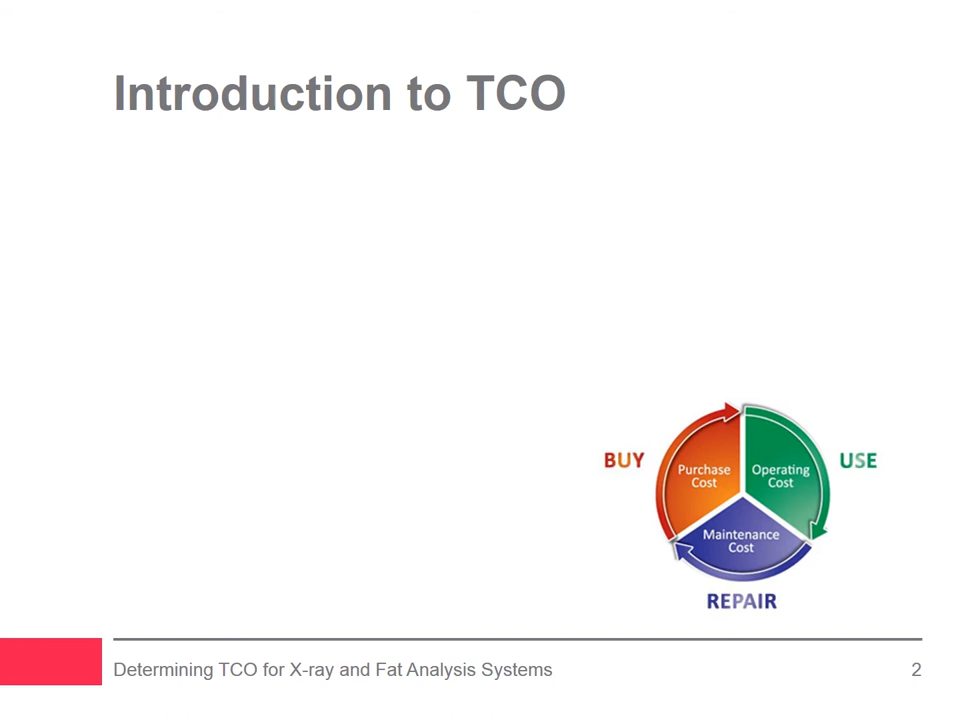 Introduction to TCO
BUY
Purchase
Cost
Operating
Cost
USE
Maintenance
Cost
REPAIR
Determining TCO for X-ray and Fat Analysis Systems
2